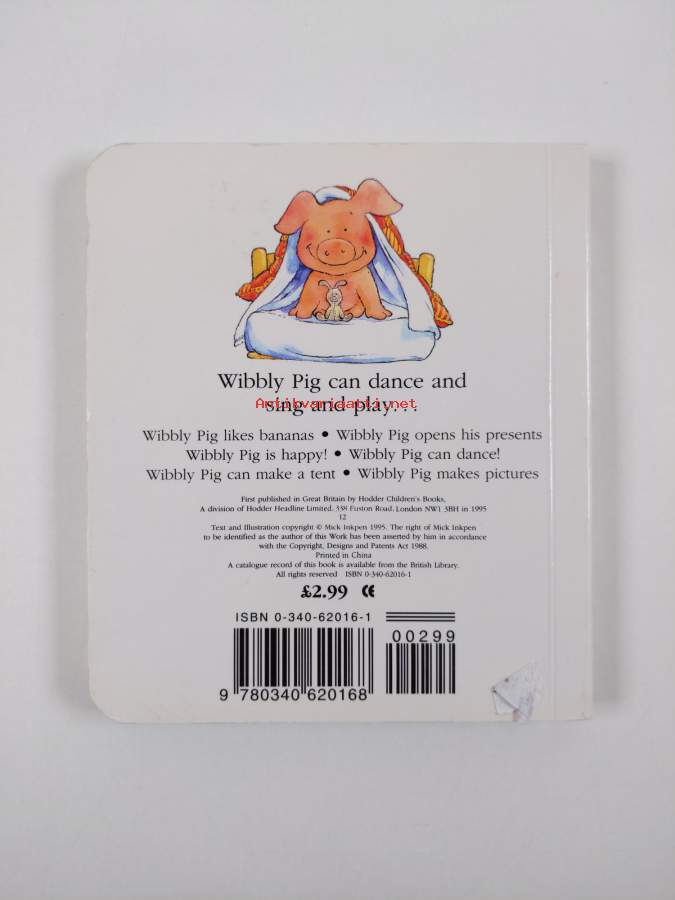 Wibbly Pig can dance and
sing and play. . .
Antikvariaatti.net
Wibbly Pig likes bananas • Wibbly Pig opens his presents
Wibbly Pig is happy! • Wibbly Pig can dance!
Wibbly Pig can make a tent • Wibbly Pig makes pictures
First published in Great Britain by Hodder Children's Books,
A division of Hodder Headline Limited, 338 Euston Road, London NW1 3BH in 1995
12
Text and Illustration copyright © Mick Inkpen 1995. The right of Mick Inkpen
to be identified as the author of this Work has been asserted by him in accordance
with the Copyright, Designs and Patents Act 1988.
Printed in China
A catalogue record of this book is available from the British Library.
All rights reserved ISBN 0-340-62016-1
£2.99 CE
ISBN 0-340-62016-1
00299
9 780340 620168